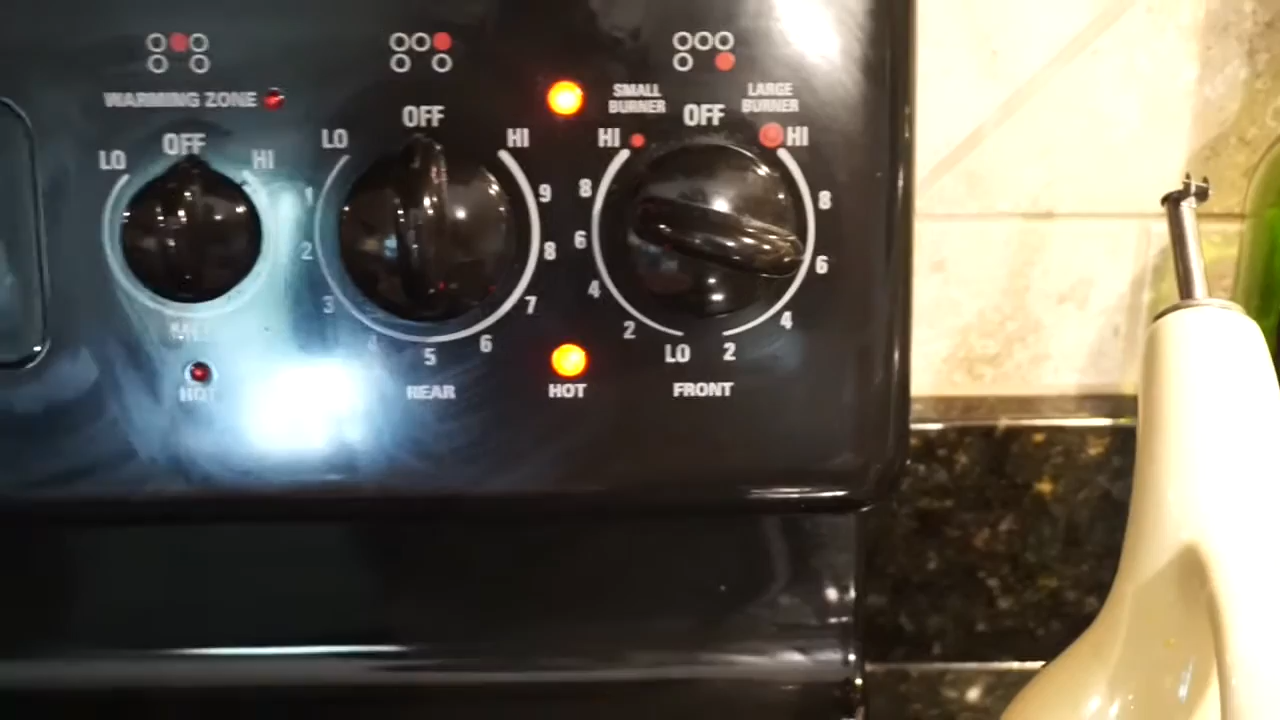 WARMING ZONE
OFF
LO
HI
HOT
OFF
LO
HI
1
2
3
4
5
6
7
8
9
REAR
HOT
SMALL
BURNER
OFF
LARGE
BURNER
HI
8
6
4
2
LO
HI
8
6
4
2
FRONT